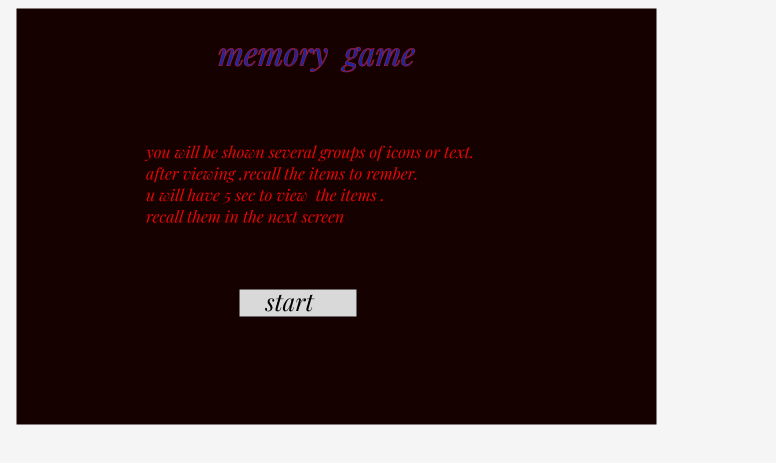 memory game
you will be shown several groups of icons or text.
after viewing ,recall the items to rember.
u will have 5 sec to view the items .
recall them in the next screen
start